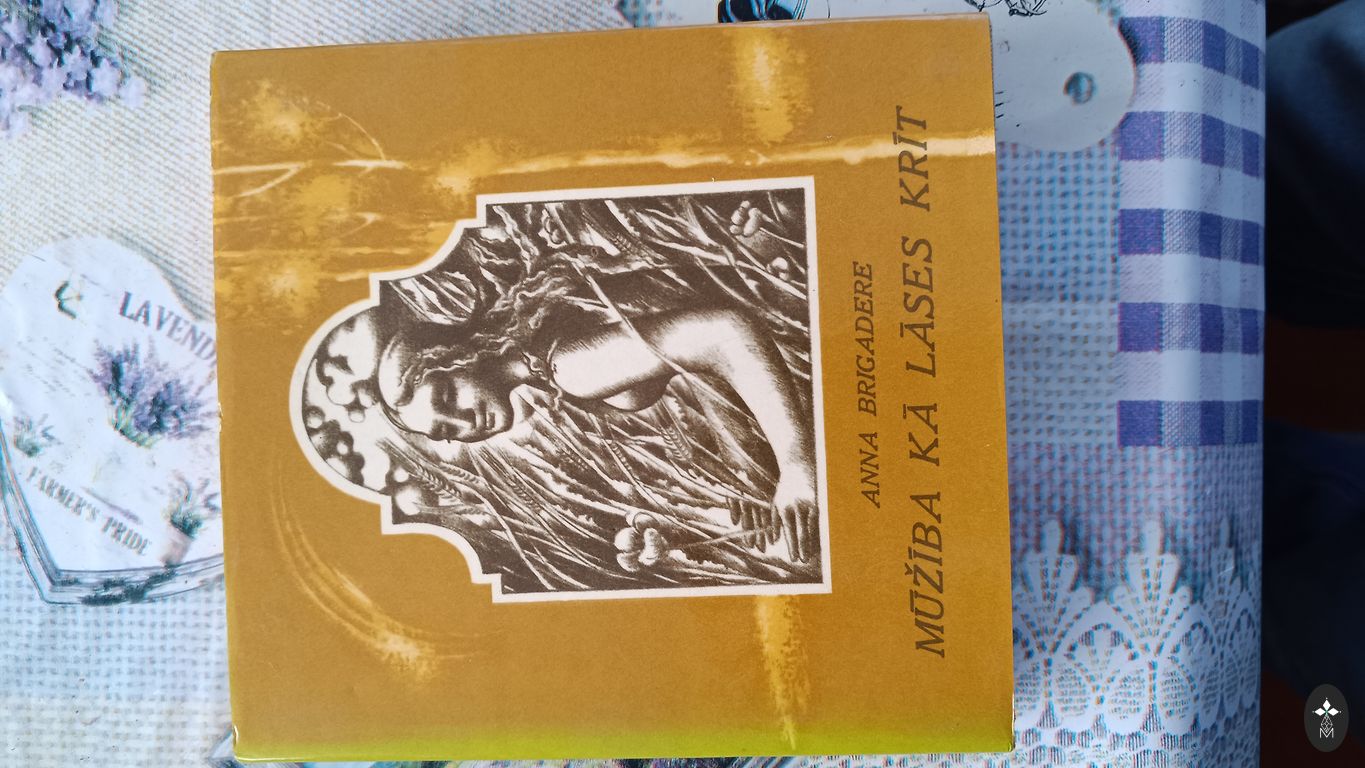 ANNA BRIGADERE
MŪŽĪBA KĀ LĀSES KRĪT
LAVEND
FARMER'S PRIDE
M